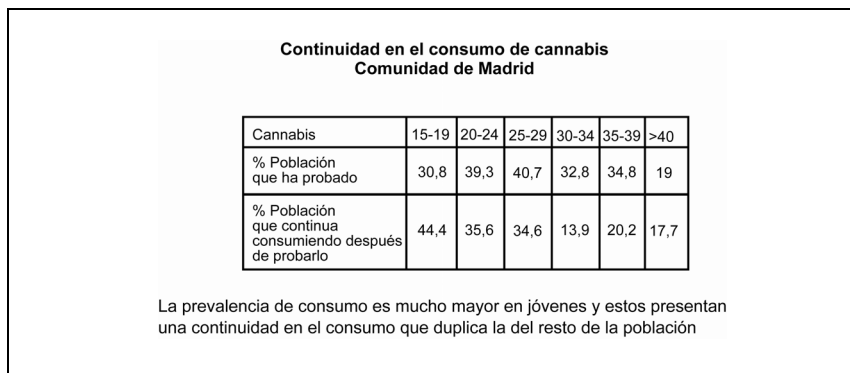 Continuidad en el consumo de cannabis
Comunidad de Madrid
Cannabis 15-19 20-24 25-29 30-34 35-39 >40
% Población
que ha probado 30,8 39,3 40,7 32,8 34,8 19
% Población
que continua
consumiendo después
de probarlo 44,4 35,6 34,6 13,9 20,2 17,7
La prevalencia de consumo es mucho mayor en jóvenes y estos presentan
una continuidad en el consumo que duplica la del resto de la población